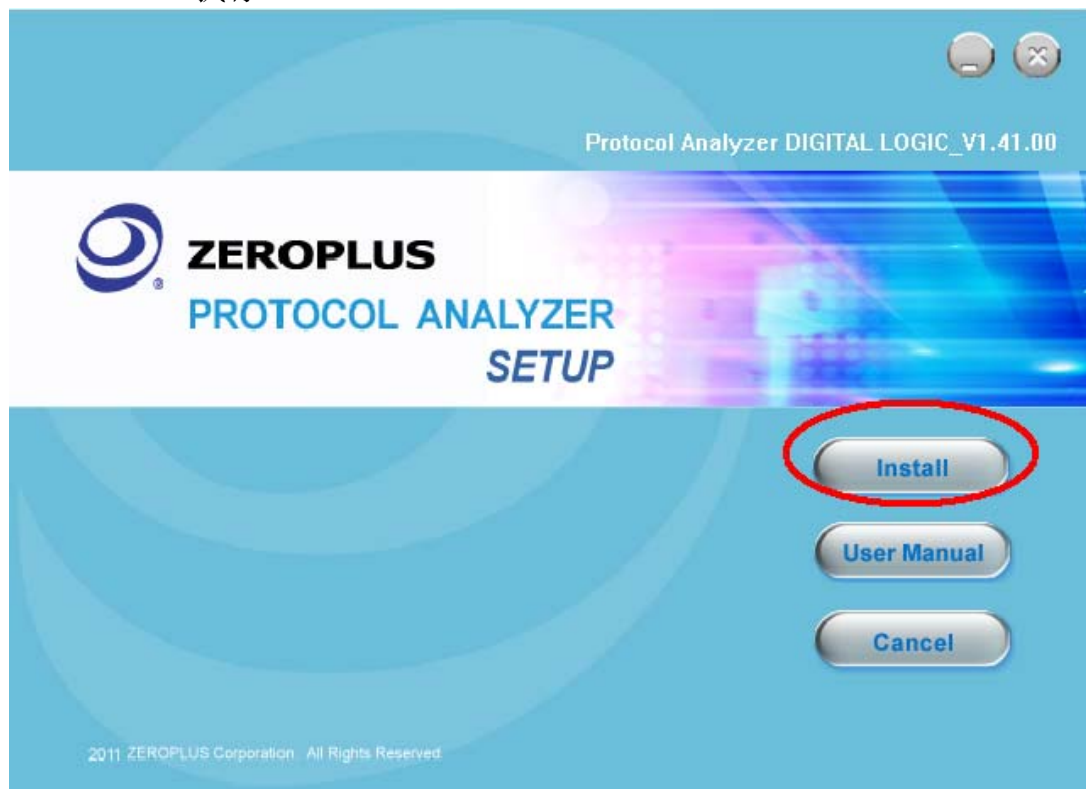 Protocol Analyzer DIGITAL LOGIC_V1.41.00
ZEROPLUS
PROTOCOL ANALYZER
SETUP
Install
User Manual
Cancel
2011 ZEROPLUS Corporation. All Rights Reserved.